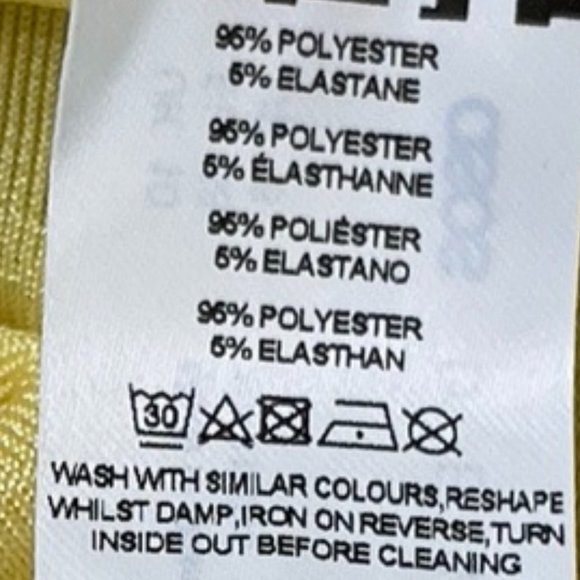 95% POLYESTER
5% ELASTANE
95% POLYESTER
5% ÉLASTHANNE
95% POLIÉSTER
5% ELASTANO
95% POLYESTER
5% ELASTHAN
30
WASH WITH SIMILAR COLOURS,RESHAPE
WHILST DAMP,IRON ON REVERSE,TURN
INSIDE OUT BEFORE CLEANING